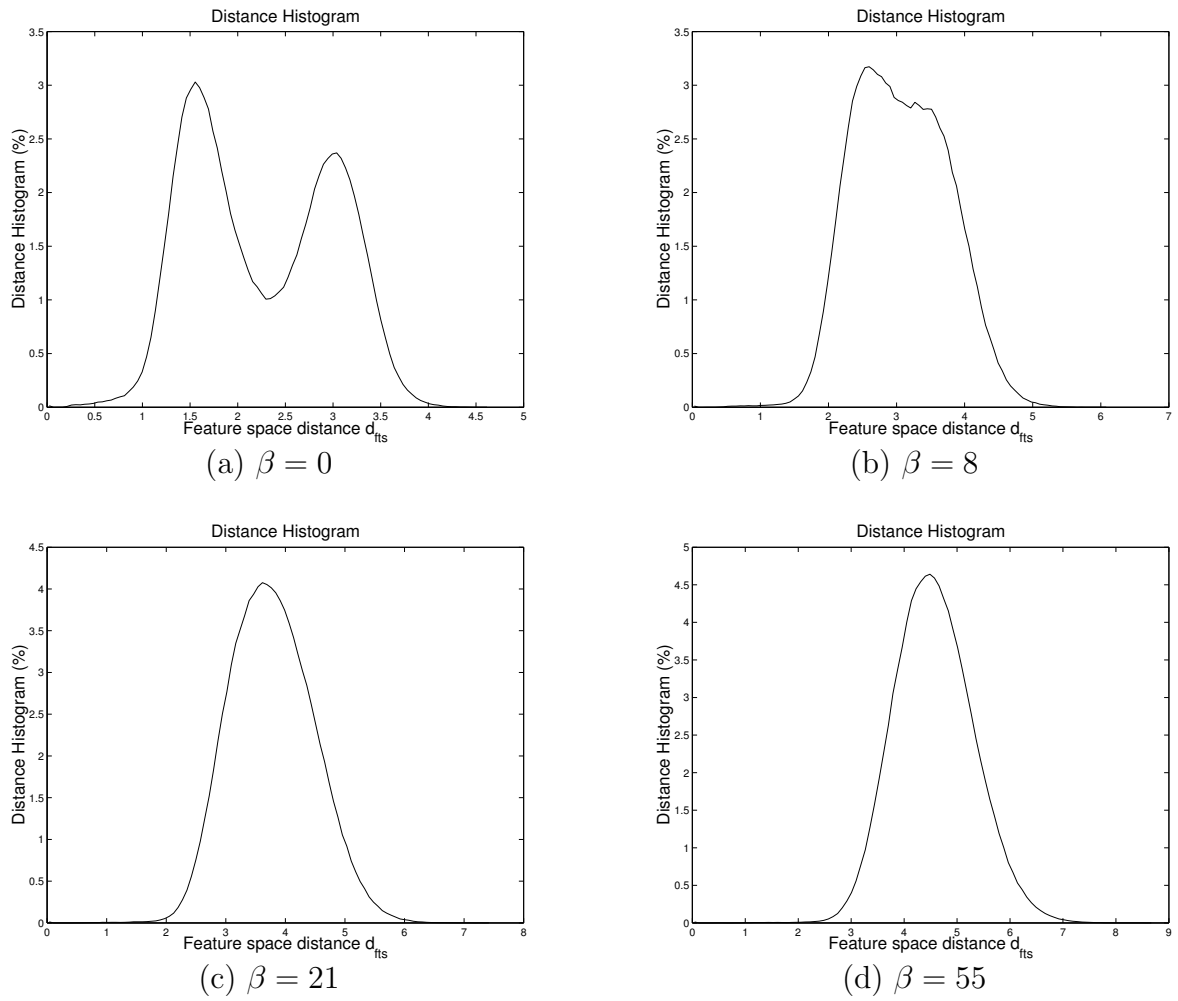 Distance Histogram
Distance Histogram (%)
3.5
3
2.5
2
1.5
1
0.5
0
0 0.5 1 1.5 2 2.5 3 3.5 4 4.5 5
Feature space distance d_fts
(a) β = 0
Distance Histogram
Distance Histogram (%)
3.5
3
2.5
2
1.5
1
0.5
0
0 1 2 3 4 5 6 7
Feature space distance d_fts
(b) β = 8
Distance Histogram
Distance Histogram (%)
4.5
4
3.5
3
2.5
2
1.5
1
0.5
0
0 1 2 3 4 5 6 7 8
Feature space distance d_fts
(c) β = 21
Distance Histogram
Distance Histogram (%)
5
4.5
4
3.5
3
2.5
2
1.5
1
0.5
0
0 1 2 3 4 5 6 7 8 9
Feature space distance d_fts
(d) β = 55